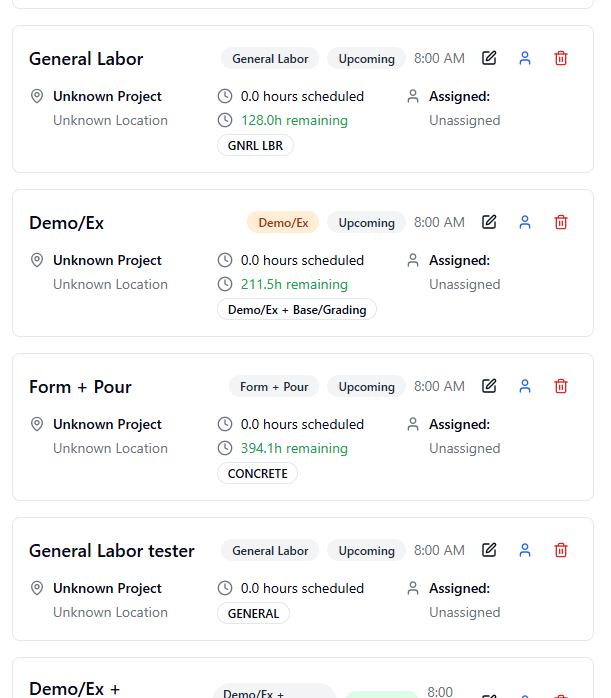 General Labor General Labor Upcoming 8:00 AM
Unknown Project 0.0 hours scheduled Assigned:
Unknown Location 128.0h remaining Unassigned
GNRL LBR
Demo/Ex Demo/Ex Upcoming 8:00 AM
Unknown Project 0.0 hours scheduled Assigned:
Unknown Location 211.5h remaining Unassigned
Demo/Ex + Base/Grading
Form + Pour Form + Pour Upcoming 8:00 AM
Unknown Project 0.0 hours scheduled Assigned:
Unknown Location 394.1h remaining Unassigned
CONCRETE
General Labor tester General Labor Upcoming 8:00 AM
Unknown Project 0.0 hours scheduled Assigned:
Unknown Location Unassigned
GENERAL
Demo/Ex + Demo/Ex + 8:00